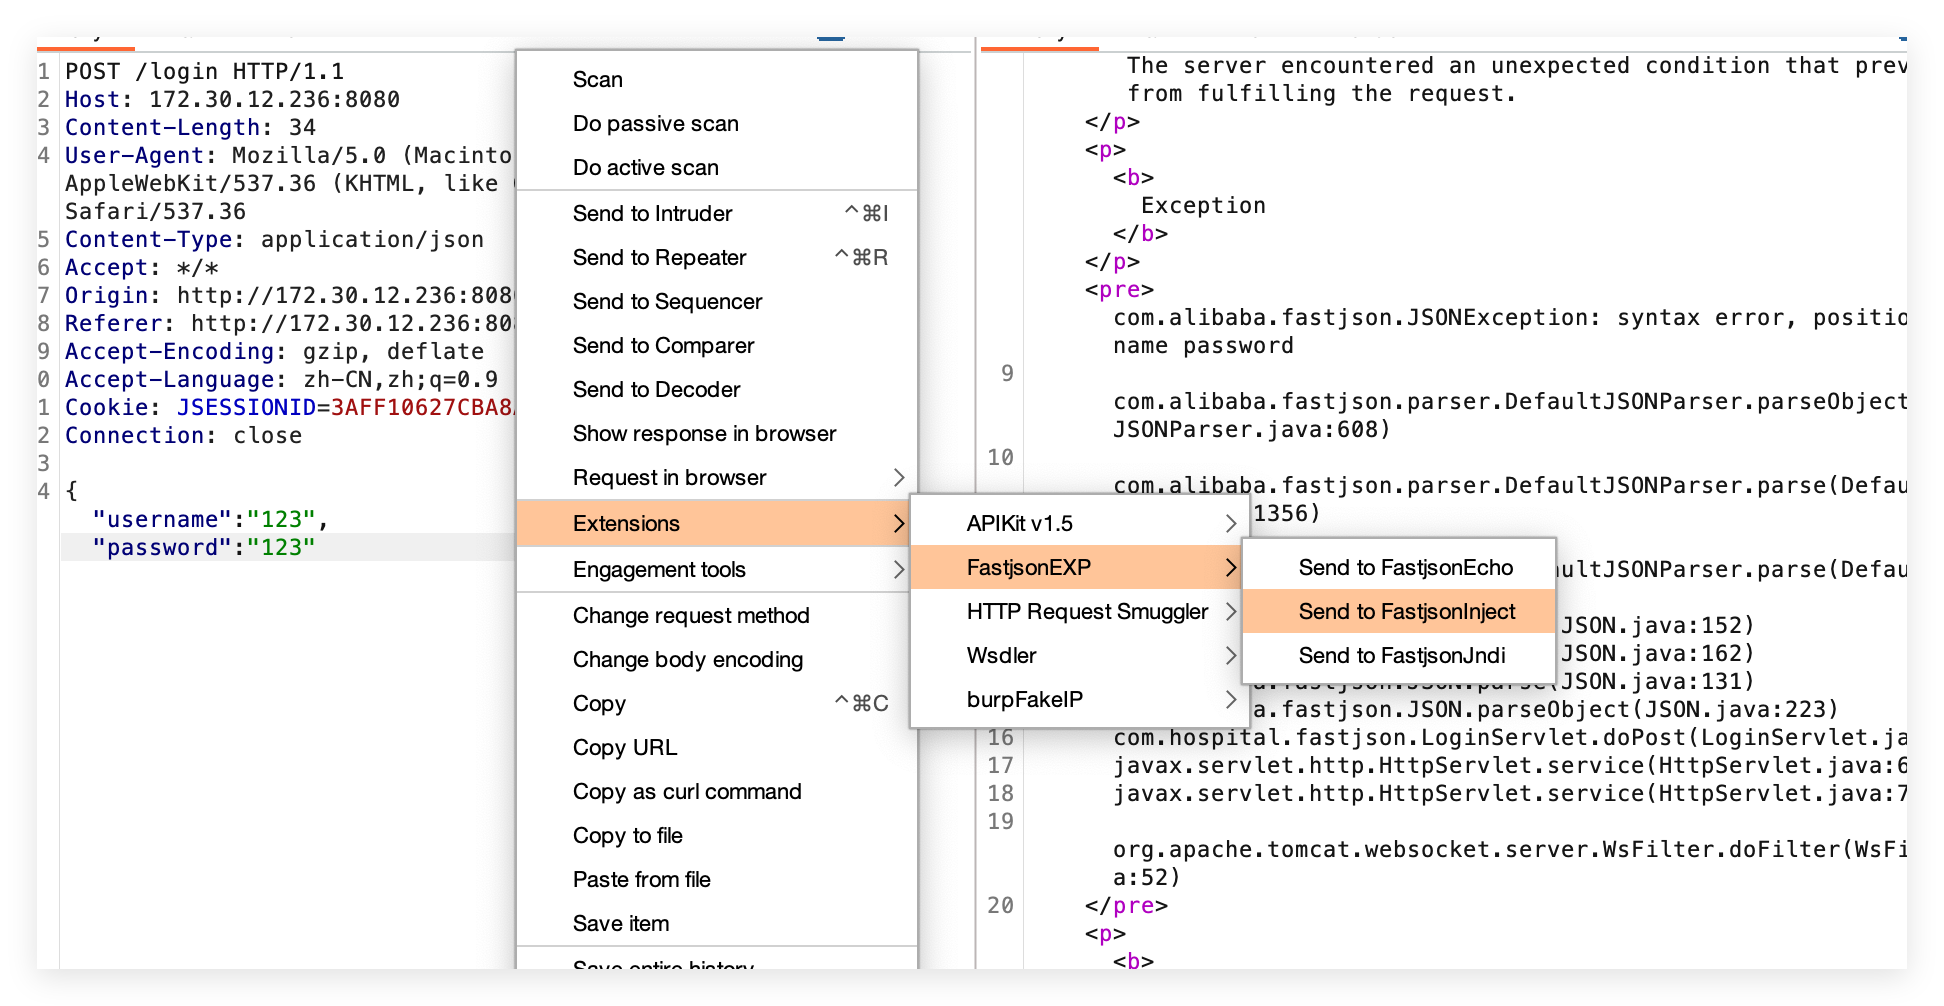 1 POST /login HTTP/1.1
2 Host: 172.30.12.236:8080
3 Content-Length: 34
4 User-Agent: Mozilla/5.0 (Macinto
AppleWebKit/537.36 (KHTML, like
Safari/537.36
5 Content-Type: application/json
6 Accept: */*
7 Origin: http://172.30.12.236:808
8 Referer: http://172.30.12.236:80
9 Accept-Encoding: gzip, deflate
0 Accept-Language: zh-CN,zh;q=0.9
1 Cookie: JSESSIONID=3AFF10627CBA8
2 Connection: close
3
4 {
"username":"123",
"password":"123"
Scan
Do passive scan
Do active scan
Send to Intruder ^⌘I
Send to Repeater ^⌘R
Send to Sequencer
Send to Comparer
Send to Decoder
Show response in browser
Request in browser
Extensions
Engagement tools
Change request method
Change body encoding
Copy ^⌘C
Copy URL
Copy as curl command
Copy to file
Paste from file
Save item
Save entire history
APIKit v1.5
FastjsonEXP
HTTP Request Smuggler
Wsdler
burpFakeIP
Send to FastjsonEcho
Send to FastjsonInject
Send to FastjsonJndi
The server encountered an unexpected condition that prev
from fulfilling the request.
</p>
<p>
<b>
Exception
</b>
</p>
<pre>
com.alibaba.fastjson.JSONException: syntax error, positio
name password
9
com.alibaba.fastjson.parser.DefaultJSONParser.parseObject
JSONParser.java:608)
10
com.alibaba.fastjson.parser.DefaultJSONParser.parse(Defau
1356)
ultJSONParser.parse(Defau
JSON.java:152)
JSON.java:162)
a.fastjson.JSON.parse(JSON.java:131)
a.fastjson.JSON.parseObject(JSON.java:223)
16 com.hospital.fastjson.LoginServlet.doPost(LoginServlet.ja
17 javax.servlet.http.HttpServlet.service(HttpServlet.java:6
18 javax.servlet.http.HttpServlet.service(HttpServlet.java:7
19
org.apache.tomcat.websocket.server.WsFilter.doFilter(WsFi
a:52)
20 </pre>
<p>
<b>